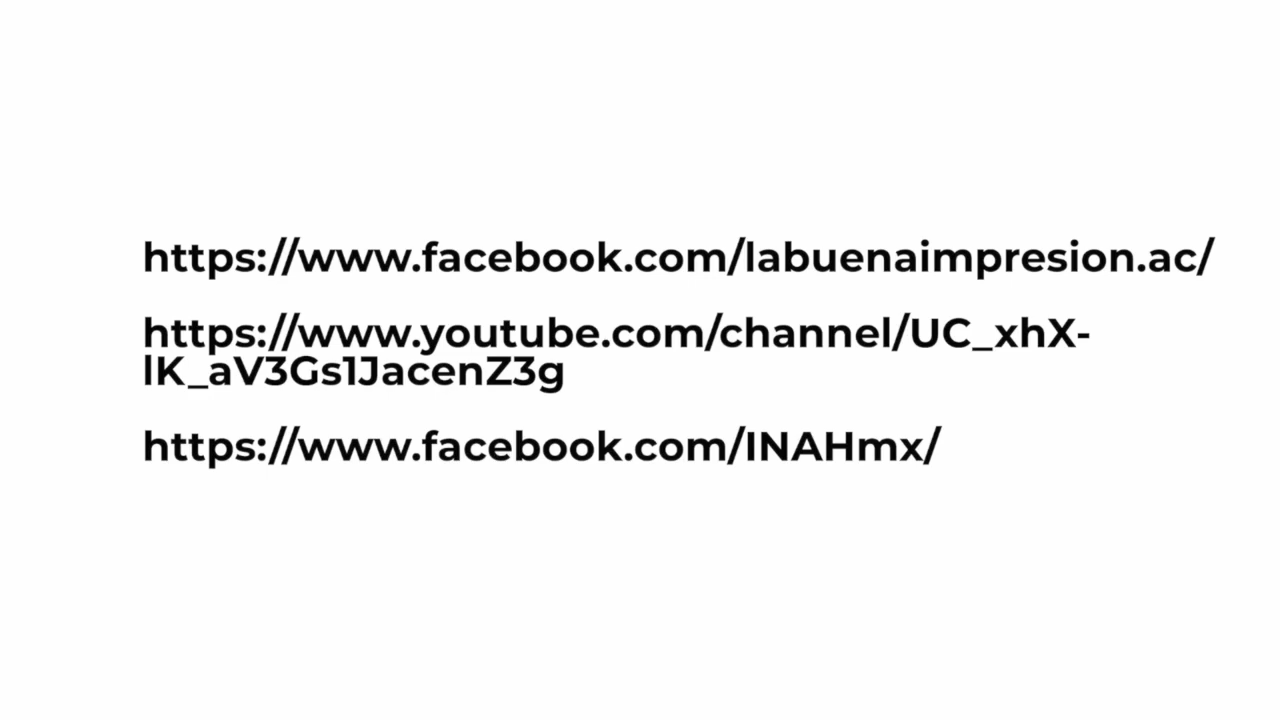 https://www.facebook.com/labuenaimpresion.ac/
https://www.youtube.com/channel/UC_xhX-
lK_aV3Gs1JacenZ3g
https://www.facebook.com/INAHmx/